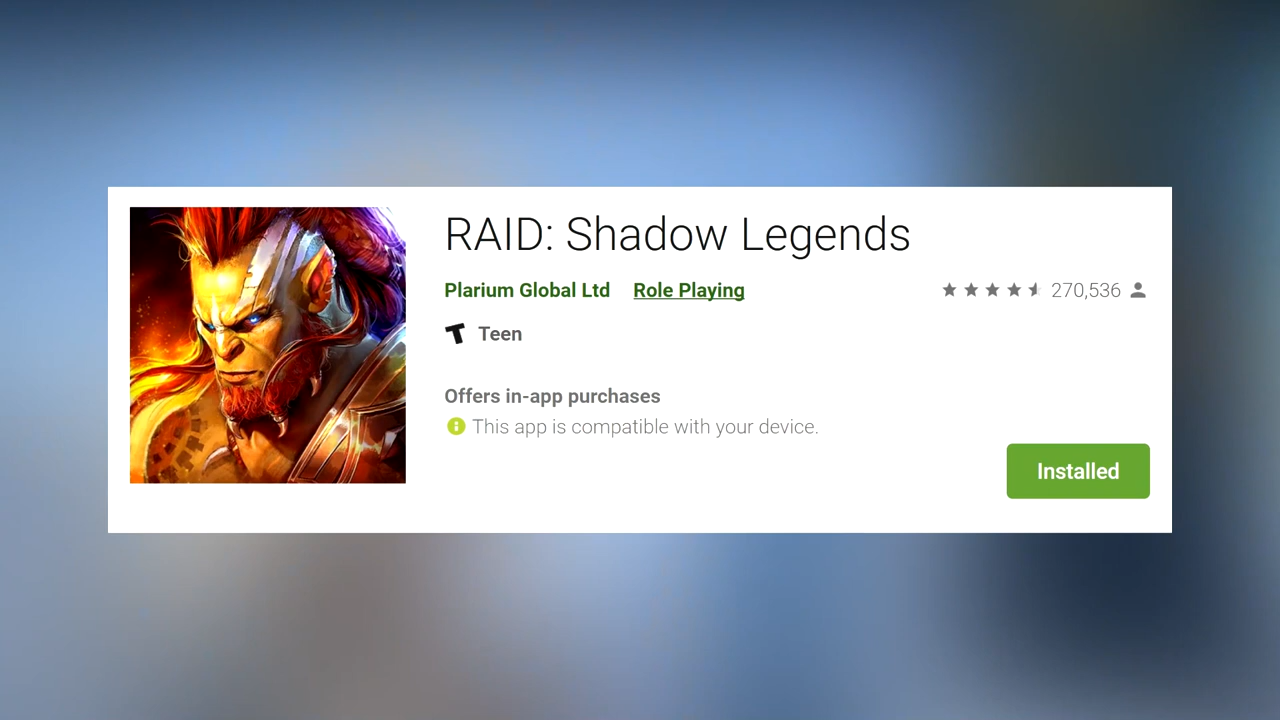 RAID: Shadow Legends
Plarium Global Ltd Role Playing 270,536
Teen
Offers in-app purchases
This app is compatible with your device.
Installed